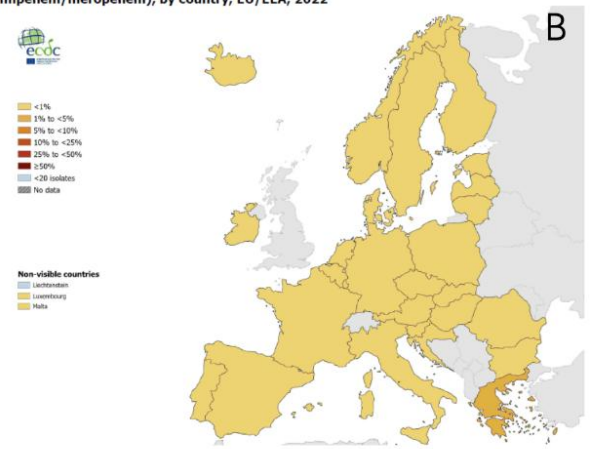 imipenem/meropenem), by country, EU/EEA, 2022
B
ecdc
<1%
1% to <5%
5% to <10%
10% to <25%
25% to <50%
≥50%
<20 isolates
No data
Non-visible countries
Liechtenstein
Luxembourg
Malta